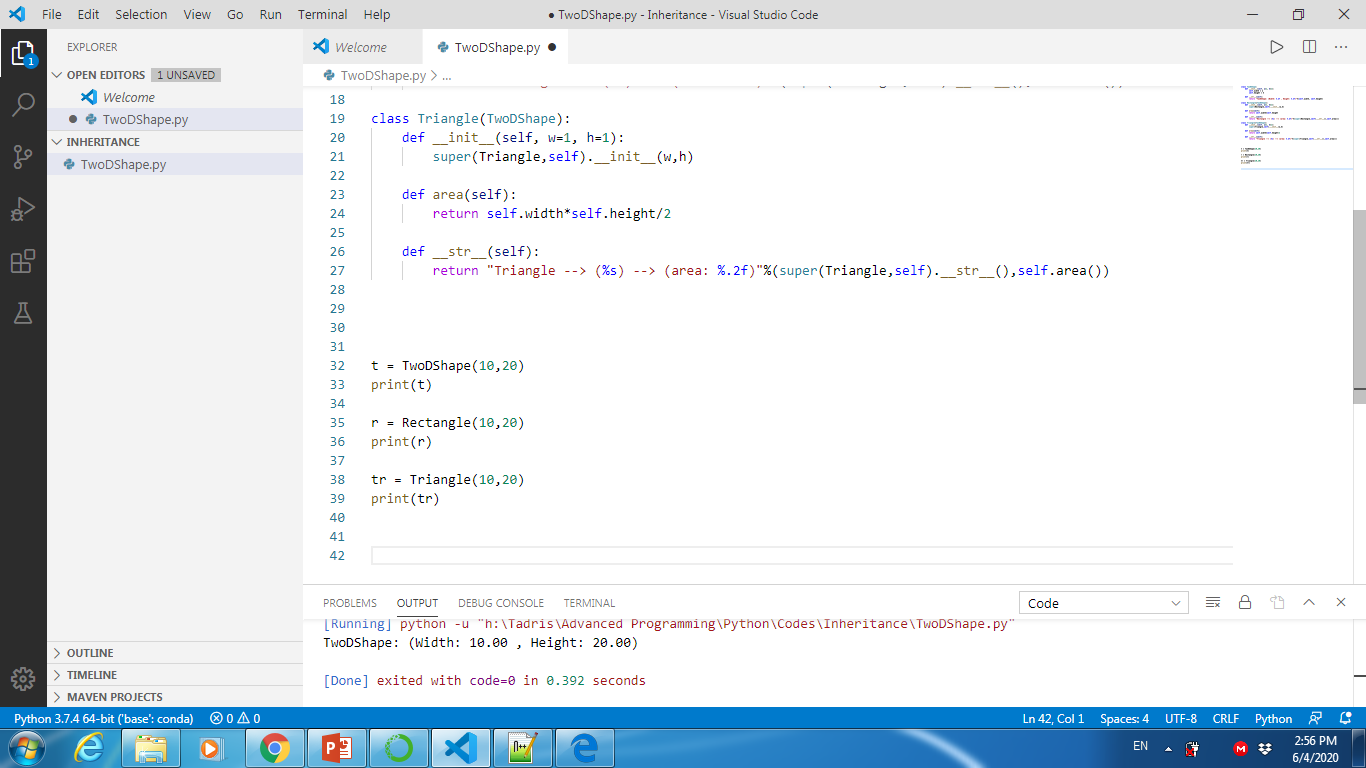 File Edit Selection View Go Run Terminal Help
● TwoDShape.py - Inheritance - Visual Studio Code
EXPLORER
OPEN EDITORS 1 UNSAVED
Welcome
● TwoDShape.py
INHERITANCE
TwoDShape.py
OUTLINE
TIMELINE
MAVEN PROJECTS
1
Welcome
TwoDShape.py ●
TwoDShape.py > ...
18
19 class Triangle(TwoDShape):
20 def __init__(self, w=1, h=1):
21 super(Triangle,self).__init__(w,h)
22
23 def area(self):
24 return self.width*self.height/2
25
26 def __str__(self):
27 return "Triangle --> (%s) --> (area: %.2f)"%(super(Triangle,self).__str__(),self.area())
28
29
30
31
32 t = TwoDShape(10,20)
33 print(t)
34
35 r = Rectangle(10,20)
36 print(r)
37
38 tr = Triangle(10,20)
39 print(tr)
40
41
42
PROBLEMS OUTPUT DEBUG CONSOLE TERMINAL
Code
[Running] python -u "h:\Tadris\Advanced Programming\Python\Codes\Inheritance\TwoDShape.py"
TwoDShape: (Width: 10.00 , Height: 20.00)
[Done] exited with code=0 in 0.392 seconds
Python 3.7.4 64-bit ('base': conda) 0 0
Ln 42, Col 1 Spaces: 4 UTF-8 CRLF Python
EN
2:56 PM
6/4/2020